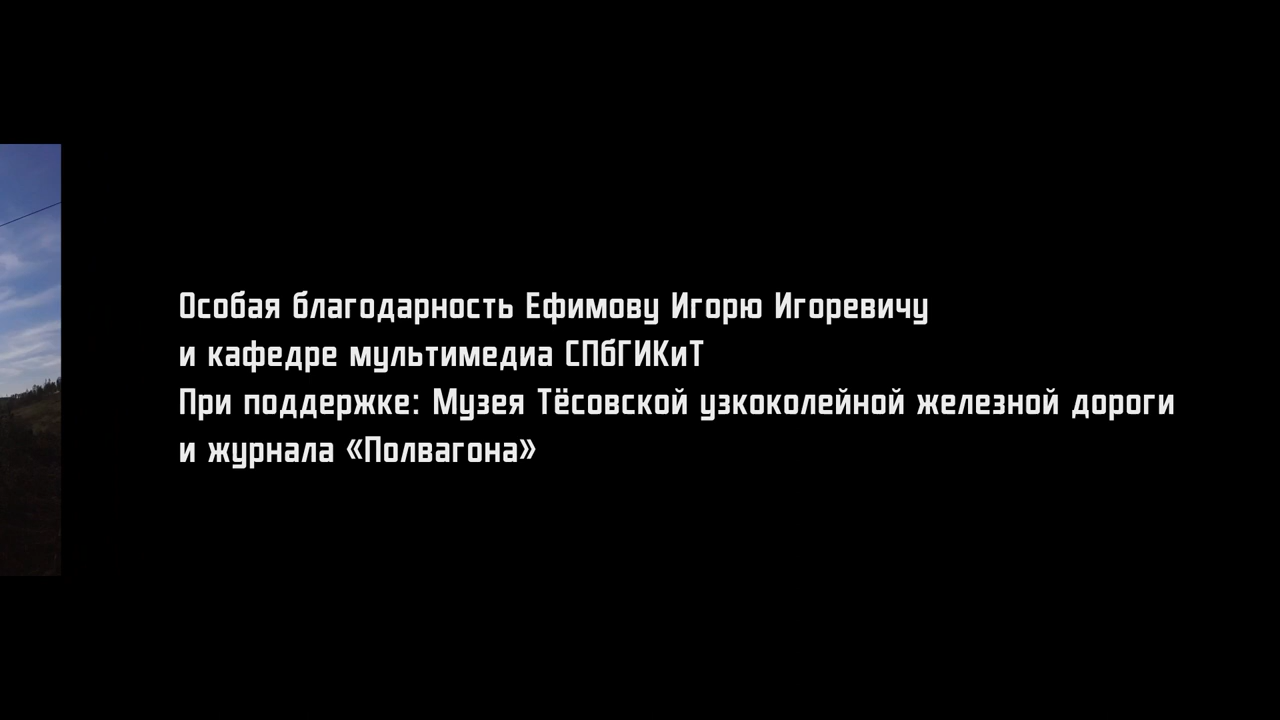 Особая благодарность Ефимову Игорю Игоревичу
и кафедре мультимедиа СПбГИКиТ
При поддержке: Музея Тёсовской узкоколейной железной дороги
и журнала «Полвагона»